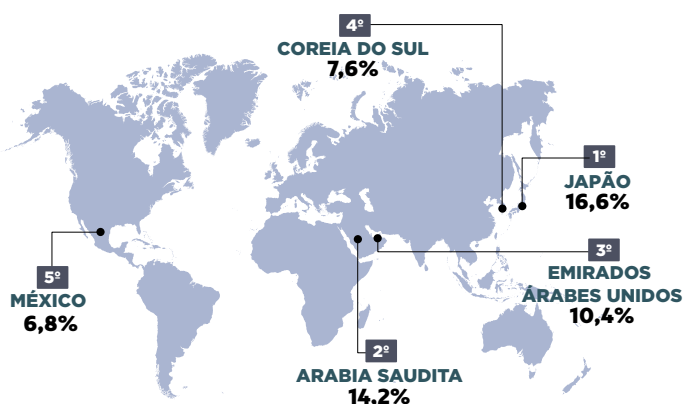 4º
COREIA DO SUL
7,6%
1º
JAPÃO
16,6%
3º
EMIRADOS
ÁRABES UNIDOS
10,4%
5º
MÉXICO
6,8%
2º
ARABIA SAUDITA
14,2%